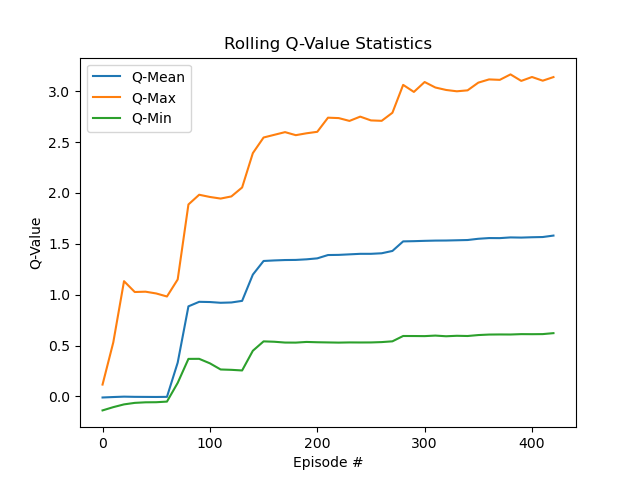 Rolling Q-Value Statistics
Q-Mean
Q-Max
Q-Min
Q-Value
3.0
2.5
2.0
1.5
1.0
0.5
0.0
0 100 200 300 400
Episode #